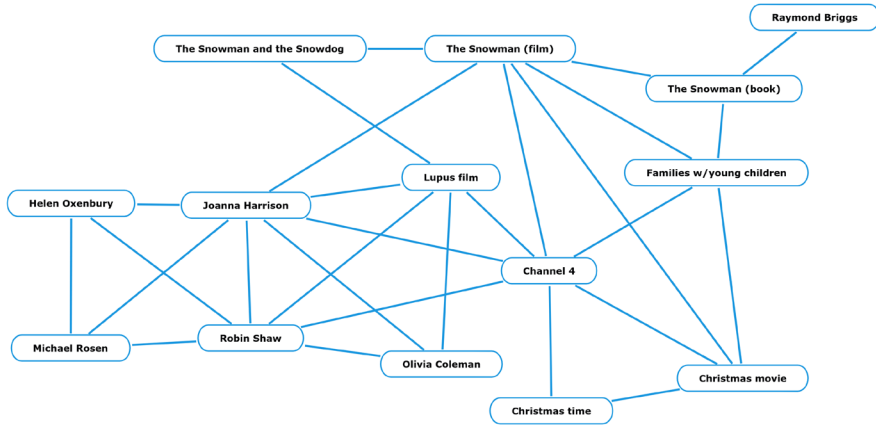 Raymond Briggs
The Snowman and the Snowdog
The Snowman (film)
The Snowman (book)
Families w/young children
Lupus film
Helen Oxenbury
Joanna Harrison
Channel 4
Robin Shaw
Michael Rosen
Olivia Coleman
Christmas movie
Christmas time